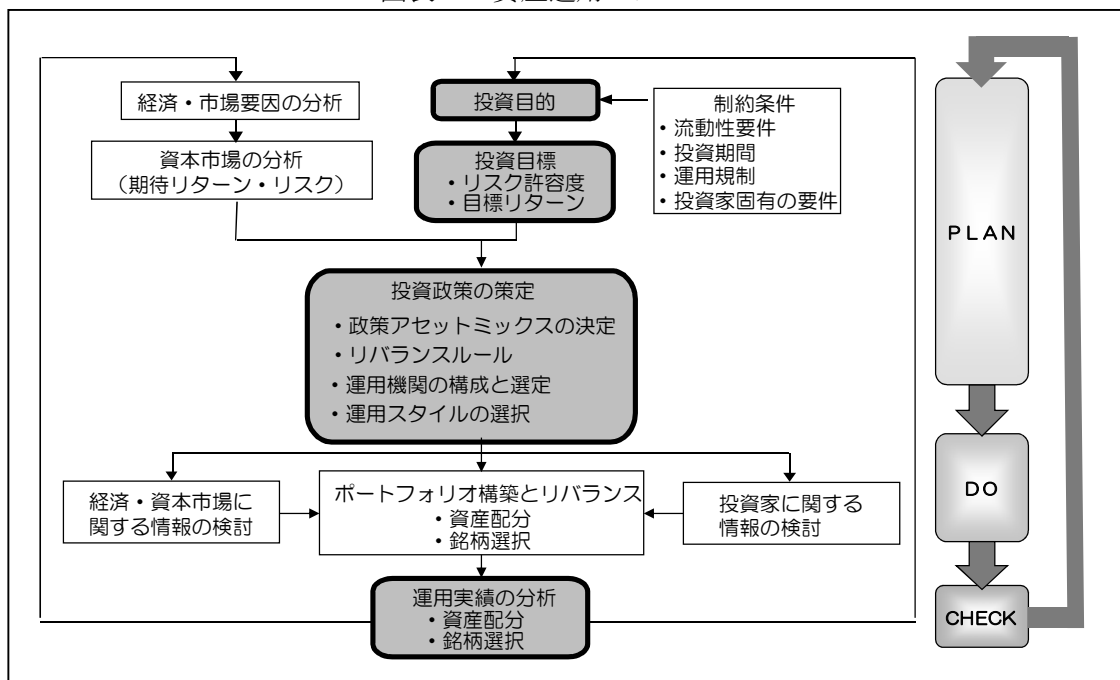 経済・市場要因の分析
資本市場の分析
（期待リターン・リスク）
投資目的
投資目標
・リスク許容度
・目標リターン
制約条件
・流動性要件
・投資期間
・運用規制
・投資家固有の要件
投資政策の策定
・政策アセットミックスの決定
・リバランスルール
・運用機関の構成と選定
・運用スタイルの選択
経済・資本市場に
関する情報の検討
ポートフォリオ構築とリバランス
・資産配分
・銘柄選択
投資家に関する
情報の検討
運用実績の分析
・資産配分
・銘柄選択
PLAN
DO
CHECK